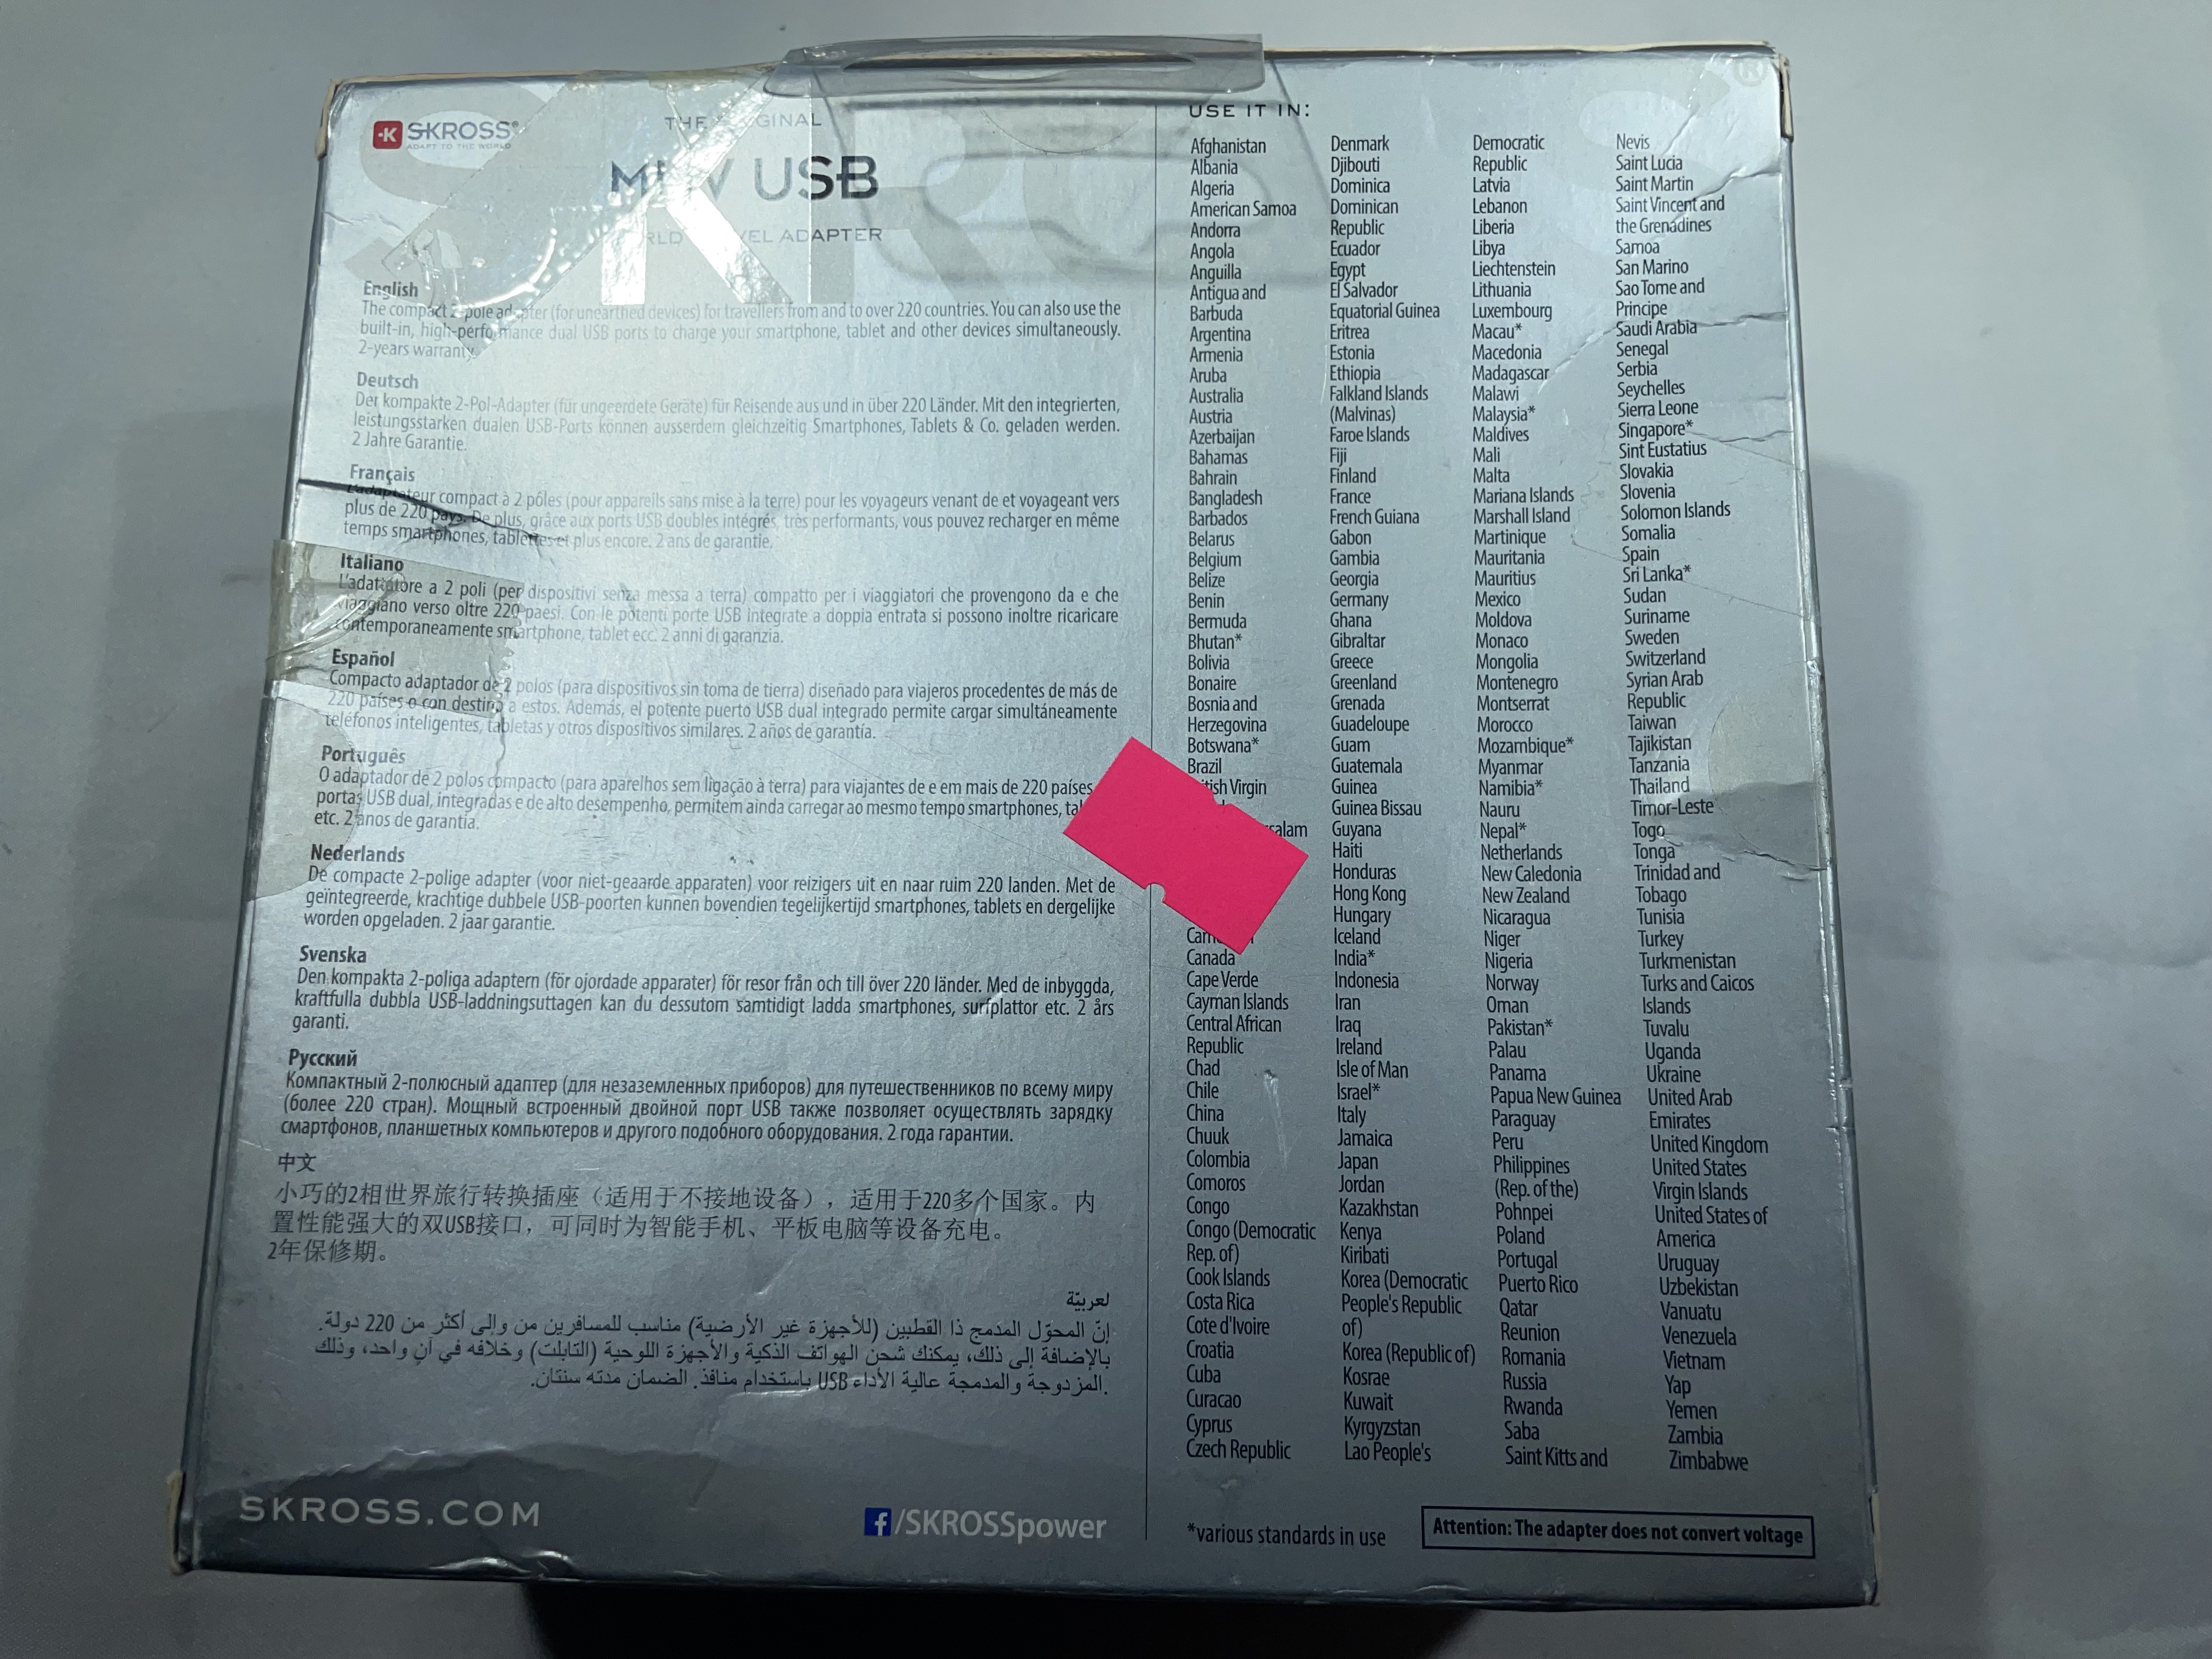 SKROSS®
ADAPT TO THE WORLD
THE
USB
ADAPTER
English
The compact (for unearthed devices) for travellers from and to over 220 countries. You can also use the
built-in, dual USB ports to charge your smartphone, tablet and other devices simultaneously.
2-years warranty.
Deutsch
Der kompakte 2-Pol-Adapter (für ungeerdete Geräte) für Reisende aus und in über 220 Länder. Mit den integrierten,
leistungsstarken dualen USB-Ports können ausserdem gleichzeitig Smartphones, Tablets & Co. geladen werden.
2 Jahre Garantie.
Français
L'adaptateur compact à 2 pôles (pour appareils sans mise à la terre) pour les voyageurs venant de et voyageant vers
plus de 220 pays. De plus, grâce aux ports USB doubles intégrés, très performants, vous pouvez recharger en même
temps smartphones, tablettes et plus encore. 2 ans de garantie.
Italiano
L'adattatore a 2 poli (per dispositivi senza messa a terra) compatto per i viaggiatori che provengono da e che
viaggiano verso oltre 220 paesi. Con le potenti porte USB Integrate a doppia entrata si possono inoltre ricaricare
contemporaneamente smartphone, tablet ecc. 2 anni di garanzia.
Español
Compacto adaptador de 2 polos (para dispositivos sin toma de tierra) diseñado para viajeros procedentes de más de
220 países o con destino a estos. Además, el potente puerto USB dual integrado permite cargar simultáneamente
teléfonos inteligentes, tabletas y otros dispositivos similares. 2 años de garantía.
Português
O adaptador de 2 polos compacto (para aparelhos sem ligação à terra) para viajantes de e em mais de 220 países.
portas USB dual, integradas e de alto desempenho, permitem ainda carregar ao mesmo tempo smartphones,
etc. 2 anos de garantia.
Nederlands
De compacte 2-polige adapter (voor niet-geaarde apparaten) voor reizigers uit en naar ruim 220 landen. Met de
geïntegreerde, krachtige dubbele USB-poorten kunnen bovendien tegelijkertijd smartphones, tablets en dergelijke
worden opgeladen. 2 jaar garantie.
Svenska
Den kompakta 2-poliga adaptern (för ojordade apparater) för resor från och till över 220 länder. Med de inbyggda,
kraftfulla dubbla USB-laddningsuttagen kan du dessutom samtidigt ladda smartphones, surfplattor etc. 2 års
garanti.
Русский
Компактный 2-полюсный адаптер (для незаземленных приборов) для путешественников по всему миру
(более 220 стран). Мощный встроенный двойной порт USB также позволяет осуществлять зарядку
смартфонов, планшетных компьютеров и другого подобного оборудования. 2 года гарантии.
中文
小巧的2相世界旅行转换插座（适用于不接地设备），适用于220多个国家。内
置性能强大的双USB接口，可同时为智能手机、平板电脑等设备充电。
2年保修期。
لعربيّة
إنّ المحوّل المدمج ذا القطبين (للأجهزة غير الأرضية) مناسب للمسافرين من وإلى أكثر من 220 دولة.
بالإضافة إلى ذلك، يمكنك شحن الهواتف الذكية والأجهزة اللوحية (التابلت) وخلافه في آنٍ واحد، وذلك
المزدوجة والمدمجة عالية الأداء USB باستخدام منافذ. الضمان مدته سنتان.
SKROSS.COM
/SKROSSpower
USE IT IN:
Afghanistan
Albania
Algeria
American Samoa
Andorra
Angola
Anguilla
Antigua and
Barbuda
Argentina
Armenia
Aruba
Australia
Austria
Azerbaijan
Bahamas
Bahrain
Bangladesh
Barbados
Belarus
Belgium
Belize
Benin
Bermuda
Bhutan*
Bolivia
Bonaire
Bosnia and
Herzegovina
Botswana*
Brazil
Virgin
Canada
Cape Verde
Cayman Islands
Central African
Republic
Chad
Chile
China
Chuuk
Colombia
Comoros
Congo
Congo (Democratic
Rep. of)
Cook Islands
Costa Rica
Cote d'Ivoire
Croatia
Cuba
Curacao
Cyprus
Czech Republic
Denmark
Djibouti
Dominica
Dominican
Republic
Ecuador
Egypt
El Salvador
Equatorial Guinea
Eritrea
Estonia
Ethiopia
Falkland Islands
(Malvinas)
Faroe Islands
Fiji
Finland
France
French Guiana
Gabon
Gambia
Georgia
Germany
Ghana
Gibraltar
Greece
Greenland
Grenada
Guadeloupe
Guam
Guatemala
Guinea
Guinea Bissau
Guyana
Haiti
Honduras
Hong Kong
Hungary
Iceland
India*
Indonesia
Iran
Iraq
Ireland
Isle of Man
Israel*
Italy
Jamaica
Japan
Jordan
Kazakhstan
Kenya
Kiribati
Korea (Democratic
People's Republic
of)
Korea (Republic of)
Kosrae
Kuwait
Kyrgyzstan
Lao People's
Democratic
Republic
Latvia
Lebanon
Liberia
Libya
Liechtenstein
Lithuania
Luxembourg
Macau*
Macedonia
Madagascar
Malawi
Malaysia*
Maldives
Mali
Malta
Mariana Islands
Marshall Island
Martinique
Mauritania
Mauritius
Mexico
Moldova
Monaco
Mongolia
Montenegro
Montserrat
Morocco
Mozambique*
Myanmar
Namibia*
Nauru
Nepal*
Netherlands
New Caledonia
New Zealand
Nicaragua
Niger
Nigeria
Norway
Oman
Pakistan*
Palau
Panama
Papua New Guinea
Paraguay
Peru
Philippines
(Rep. of the)
Pohnpei
Poland
Portugal
Puerto Rico
Qatar
Reunion
Romania
Russia
Rwanda
Saba
Saint Kitts and
Nevis
Saint Lucia
Saint Martin
Saint Vincent and
the Grenadines
Samoa
San Marino
Sao Tome and
Principe
Saudi Arabia
Senegal
Serbia
Seychelles
Sierra Leone
Singapore*
Sint Eustatius
Slovakia
Slovenia
Solomon Islands
Somalia
Spain
Sri Lanka*
Sudan
Suriname
Sweden
Switzerland
Syrian Arab
Republic
Taiwan
Tajikistan
Tanzania
Thailand
Timor-Leste
Togo
Tonga
Trinidad and
Tobago
Tunisia
Turkey
Turkmenistan
Turks and Caicos
Islands
Tuvalu
Uganda
Ukraine
United Arab
Emirates
United Kingdom
United States
Virgin Islands
United States of
America
Uruguay
Uzbekistan
Vanuatu
Venezuela
Vietnam
Yap
Yemen
Zambia
Zimbabwe
*various standards in use
Attention: The adapter does not convert voltage